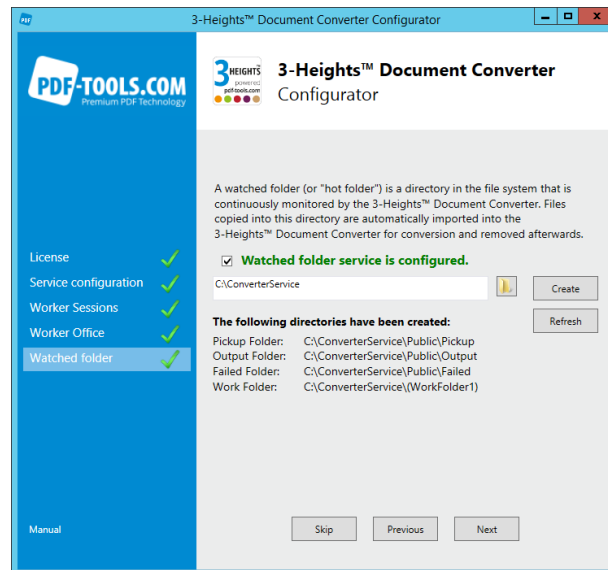 PDF
3-Heights™ Document Converter Configurator
PDF-TOOLS.COM
Premium PDF Technology
3 HEIGHTS™
powered
pdf-tools.com
3-Heights™ Document Converter
Configurator
A watched folder (or "hot folder") is a directory in the file system that is
continuously monitored by the 3-Heights™ Document Converter. Files
copied into this directory are automatically imported into the
3-Heights™ Document Converter for conversion and removed afterwards.
License
Service configuration
Worker Sessions
Worker Office
Watched folder
Watched folder service is configured.
C:\ConverterService
Create
Refresh
The following directories have been created:
Pickup Folder: C:\ConverterService\Public\Pickup
Output Folder: C:\ConverterService\Public\Output
Failed Folder: C:\ConverterService\Public\Failed
Work Folder: C:\ConverterService\(WorkFolder1)
Manual
Skip
Previous
Next